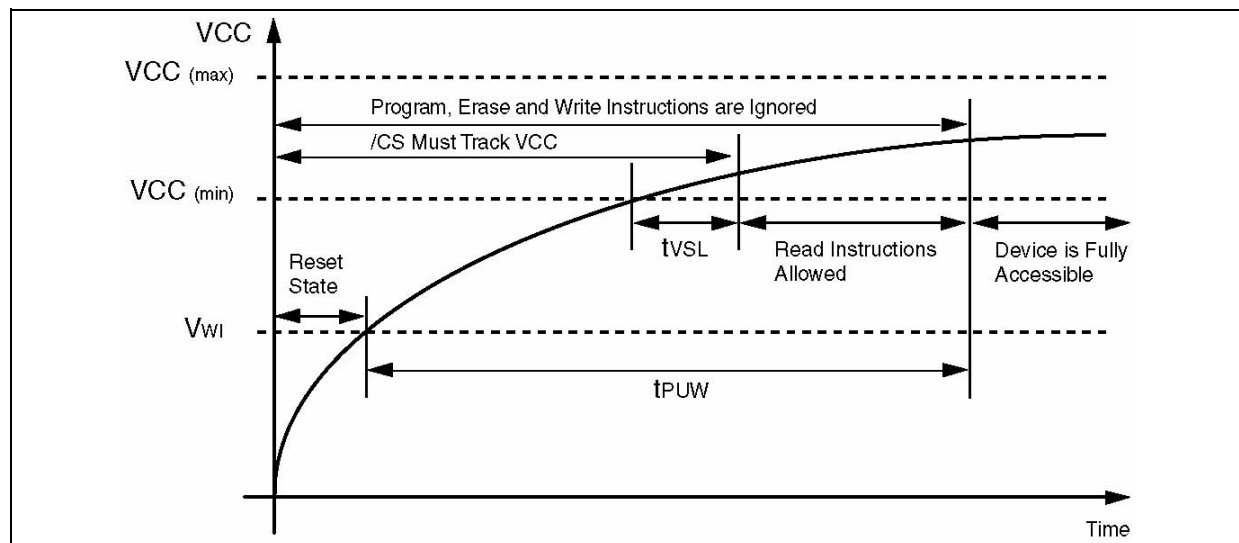 VCC
VCC (max)
Program, Erase and Write Instructions are Ignored
/CS Must Track VCC
VCC (min)
tVSL
Read Instructions
Allowed
Device is Fully
Accessible
Reset
State
VWI
tPUW
Time